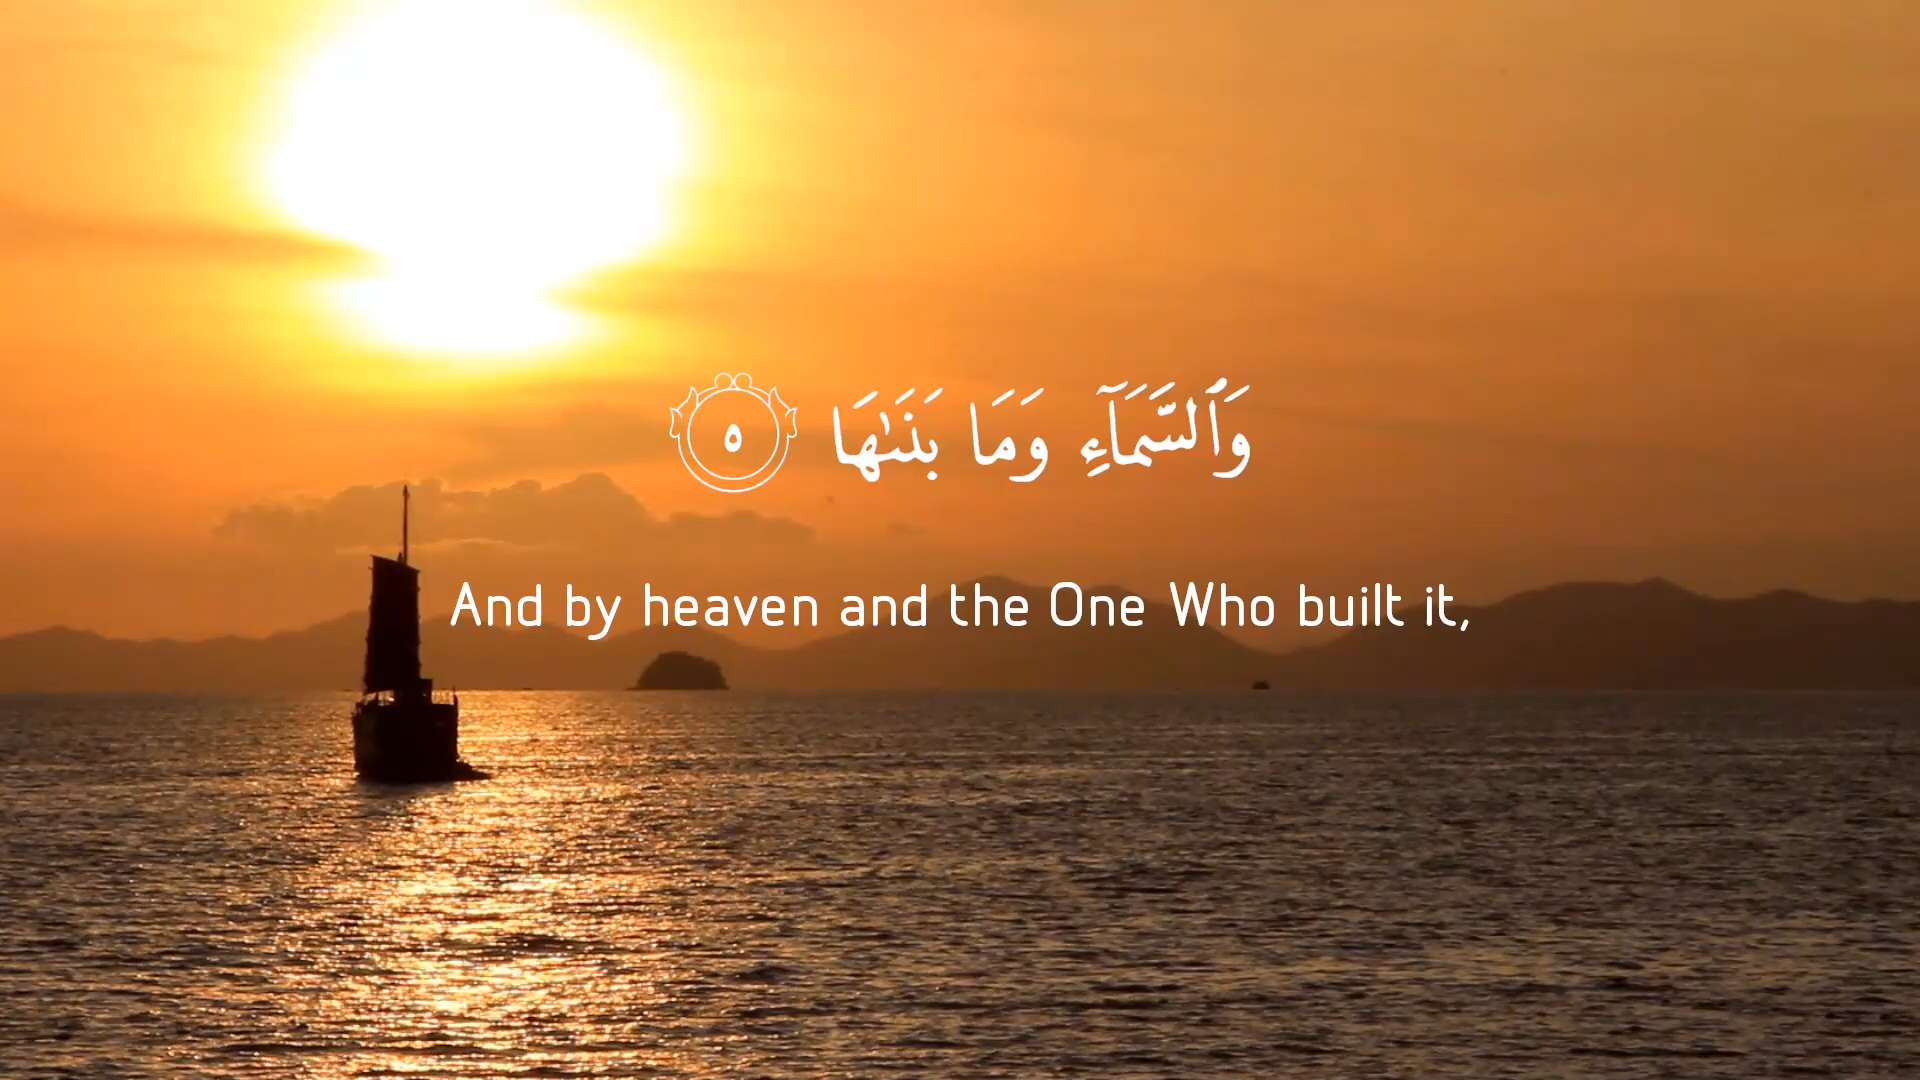 وَٱلسَّمَآءِ وَمَا بَنَىٰهَا ٥
And by heaven and the One Who built it,